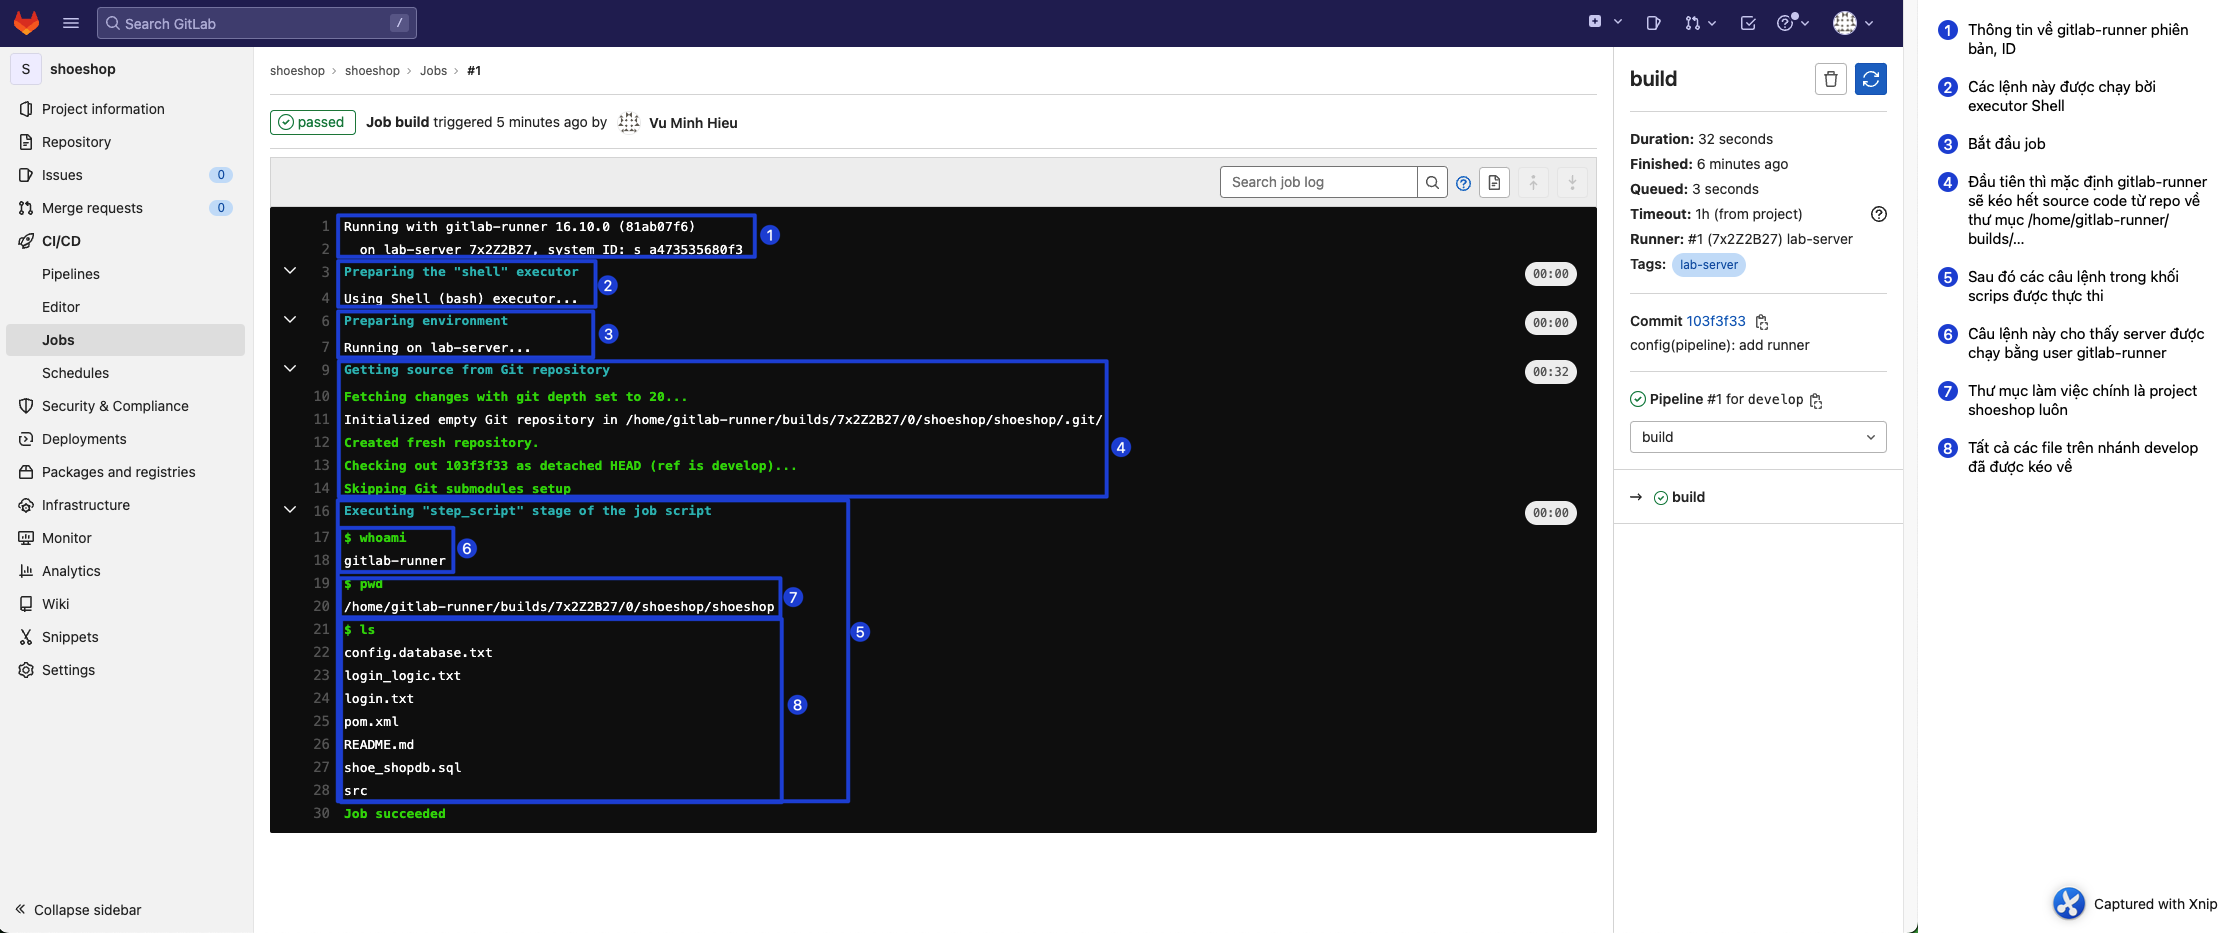 Search GitLab
/
S
shoeshop
Project information
Repository
Issues
0
Merge requests
0
CI/CD
Pipelines
Editor
Jobs
Schedules
Security & Compliance
Deployments
Packages and registries
Infrastructure
Monitor
Analytics
Wiki
Snippets
Settings
Collapse sidebar
shoeshop › shoeshop › Jobs › #1
passed
Job build triggered 5 minutes ago by Vu Minh Hieu
Search job log
1 Running with gitlab-runner 16.10.0 (81ab07f6)
2 on lab-server 7x2Z2B27, system ID: s_a473535680f3
1
3 Preparing the "shell" executor
00:00
4 Using Shell (bash) executor...
2
6 Preparing environment
00:00
7 Running on lab-server...
3
9 Getting source from Git repository
00:32
10 Fetching changes with git depth set to 20...
11 Initialized empty Git repository in /home/gitlab-runner/builds/7x2Z2B27/0/shoeshop/shoeshop/.git/
12 Created fresh repository.
13 Checking out 103f3f33 as detached HEAD (ref is develop)...
14 Skipping Git submodules setup
4
16 Executing "step_script" stage of the job script
00:00
17 $ whoami
18 gitlab-runner
6
19 $ pwd
20 /home/gitlab-runner/builds/7x2Z2B27/0/shoeshop/shoeshop
7
21 $ ls
5
22 config.database.txt
23 login_logic.txt
24 login.txt
8
25 pom.xml
26 README.md
27 shoe_shopdb.sql
28 src
30 Job succeeded
build
Duration: 32 seconds
Finished: 6 minutes ago
Queued: 3 seconds
Timeout: 1h (from project)
Runner: #1 (7x2Z2B27) lab-server
Tags: lab-server
Commit 103f3f33
config(pipeline): add runner
Pipeline #1 for develop
build
→ build
1 Thông tin về gitlab-runner phiên
bản, ID
2 Các lệnh này được chạy bời
executor Shell
3 Bắt đầu job
4 Đầu tiên thì mặc định gitlab-runner
sẽ kéo hết source code từ repo về
thư mục /home/gitlab-runner/
builds/...
5 Sau đó các câu lệnh trong khối
scrips được thực thi
6 Câu lệnh này cho thấy server được
chạy bằng user gitlab-runner
7 Thư mục làm việc chính là project
shoeshop luôn
8 Tất cả các file trên nhánh develop
đã được kéo về
Captured with Xnip